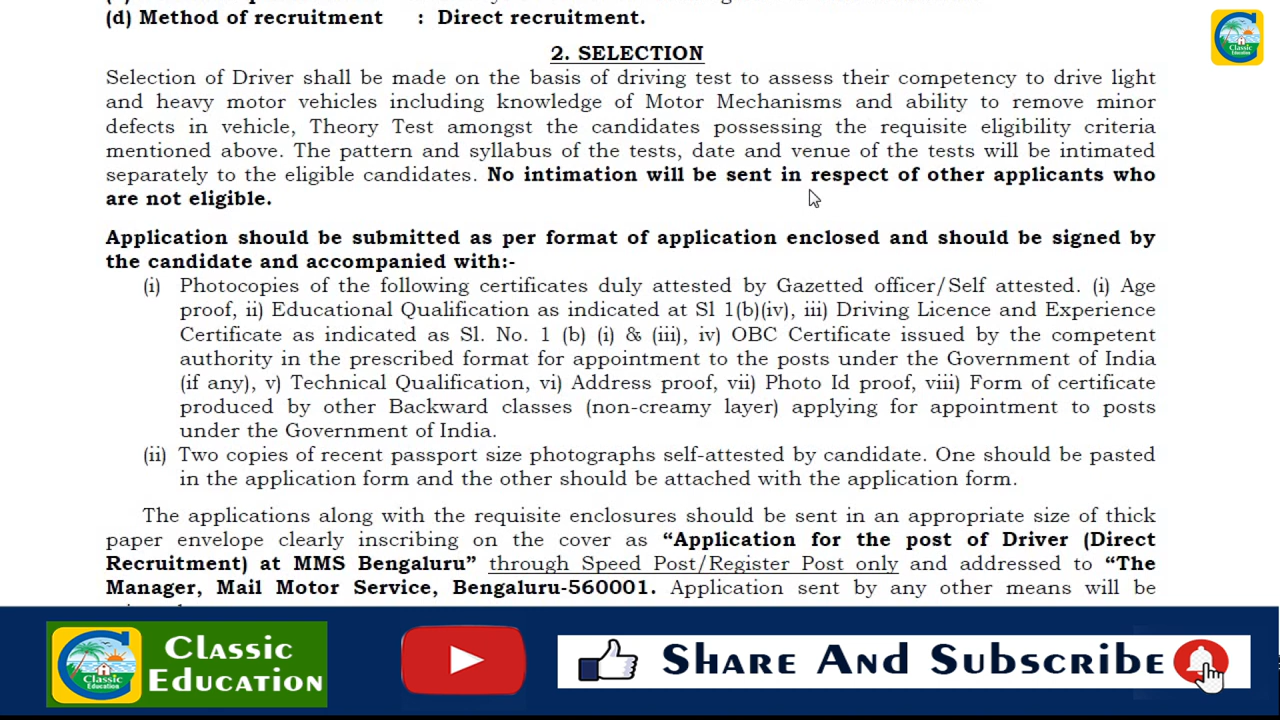 (d) Method of recruitment : Direct recruitment.
2. SELECTION
Classic
Education
Selection of Driver shall be made on the basis of driving test to assess their competency to drive light
and heavy motor vehicles including knowledge of Motor Mechanisms and ability to remove minor
defects in vehicle, Theory Test amongst the candidates possessing the requisite eligibility criteria
mentioned above. The pattern and syllabus of the tests, date and venue of the tests will be intimated
separately to the eligible candidates. No intimation will be sent in respect of other applicants who
are not eligible.
Application should be submitted as per format of application enclosed and should be signed by
the candidate and accompanied with:-
(i) Photocopies of the following certificates duly attested by Gazetted officer/Self attested. (i) Age
proof, ii) Educational Qualification as indicated at Sl 1(b)(iv), iii) Driving Licence and Experience
Certificate as indicated as Sl. No. 1 (b) (i) & (iii), iv) OBC Certificate issued by the competent
authority in the prescribed format for appointment to the posts under the Government of India
(if any), v) Technical Qualification, vi) Address proof, vii) Photo Id proof, viii) Form of certificate
produced by other Backward classes (non-creamy layer) applying for appointment to posts
under the Government of India.
(ii) Two copies of recent passport size photographs self-attested by candidate. One should be pasted
in the application form and the other should be attached with the application form.
The applications along with the requisite enclosures should be sent in an appropriate size of thick
paper envelope clearly inscribing on the cover as “Application for the post of Driver (Direct
Recruitment) at MMS Bengaluru” through Speed Post/Register Post only and addressed to “The
Manager, Mail Motor Service, Bengaluru-560001. Application sent by any other means will be
Classic
Education
Classic
Education
Share And Subscribe